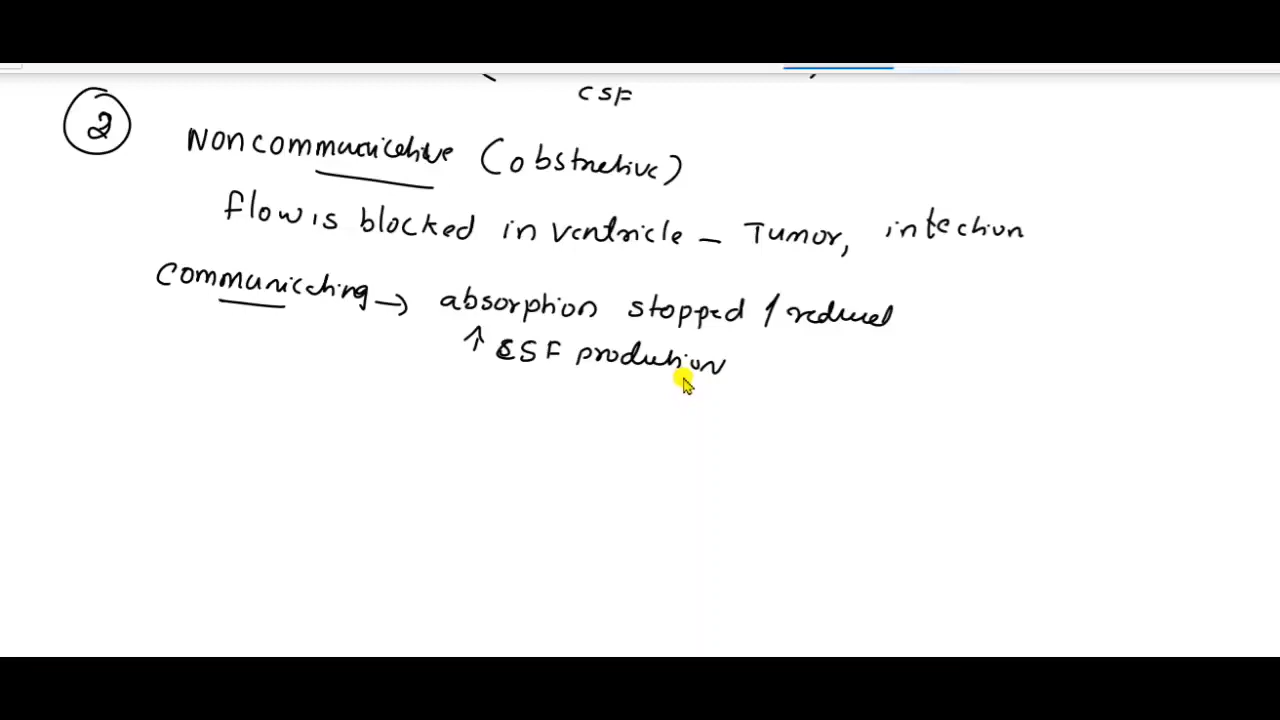 CSF
2
Noncommunicative (obstructive)
flow is blocked in ventricle - Tumor, infection
Communicating → absorption stopped / reduced
↑ CSF production